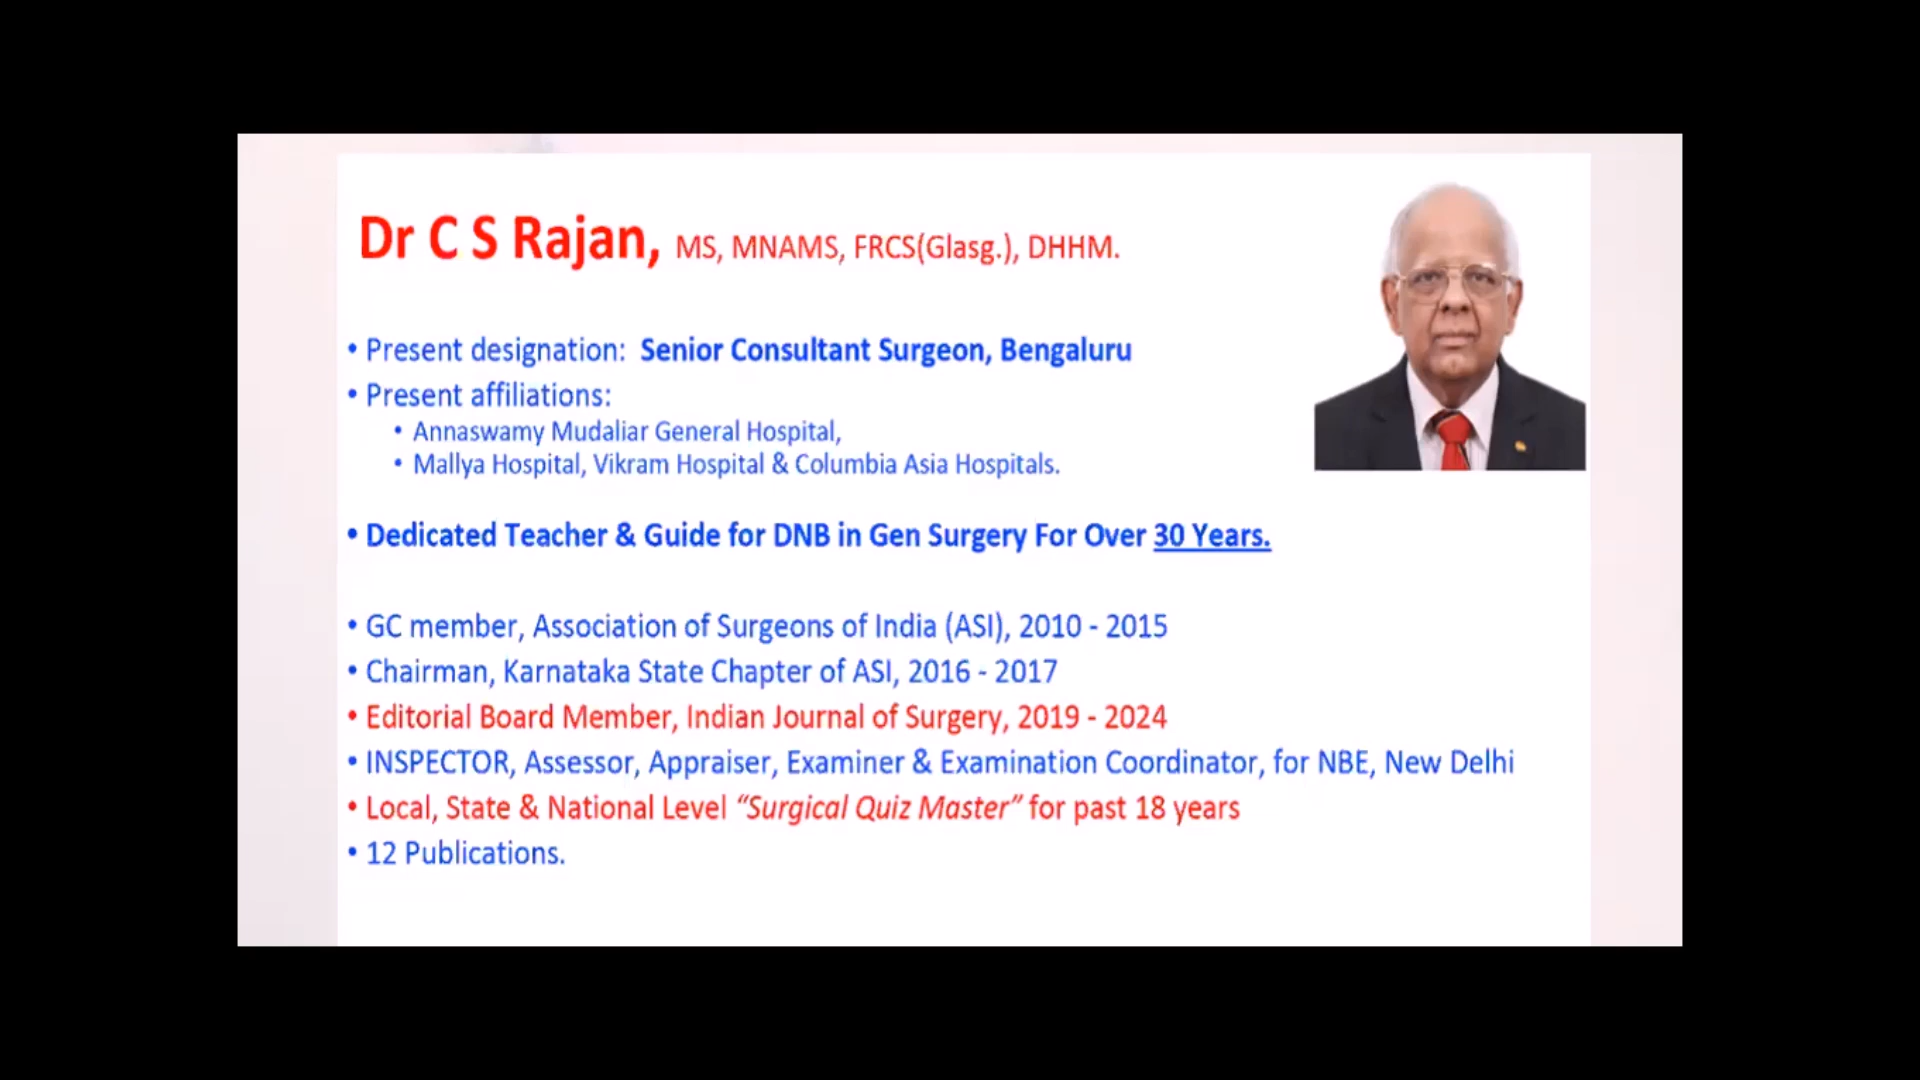 Dr C S Rajan, MS, MNAMS, FRCS(Glasg.), DHHM.
• Present designation: Senior Consultant Surgeon, Bengaluru
• Present affiliations:
• Annaswamy Mudaliar General Hospital,
• Mallya Hospital, Vikram Hospital & Columbia Asia Hospitals.
• Dedicated Teacher & Guide for DNB in Gen Surgery For Over 30 Years.
• GC member, Association of Surgeons of India (ASI), 2010 - 2015
• Chairman, Karnataka State Chapter of ASI, 2016 - 2017
• Editorial Board Member, Indian Journal of Surgery, 2019 - 2024
• INSPECTOR, Assessor, Appraiser, Examiner & Examination Coordinator, for NBE, New Delhi
• Local, State & National Level “Surgical Quiz Master” for past 18 years
• 12 Publications.